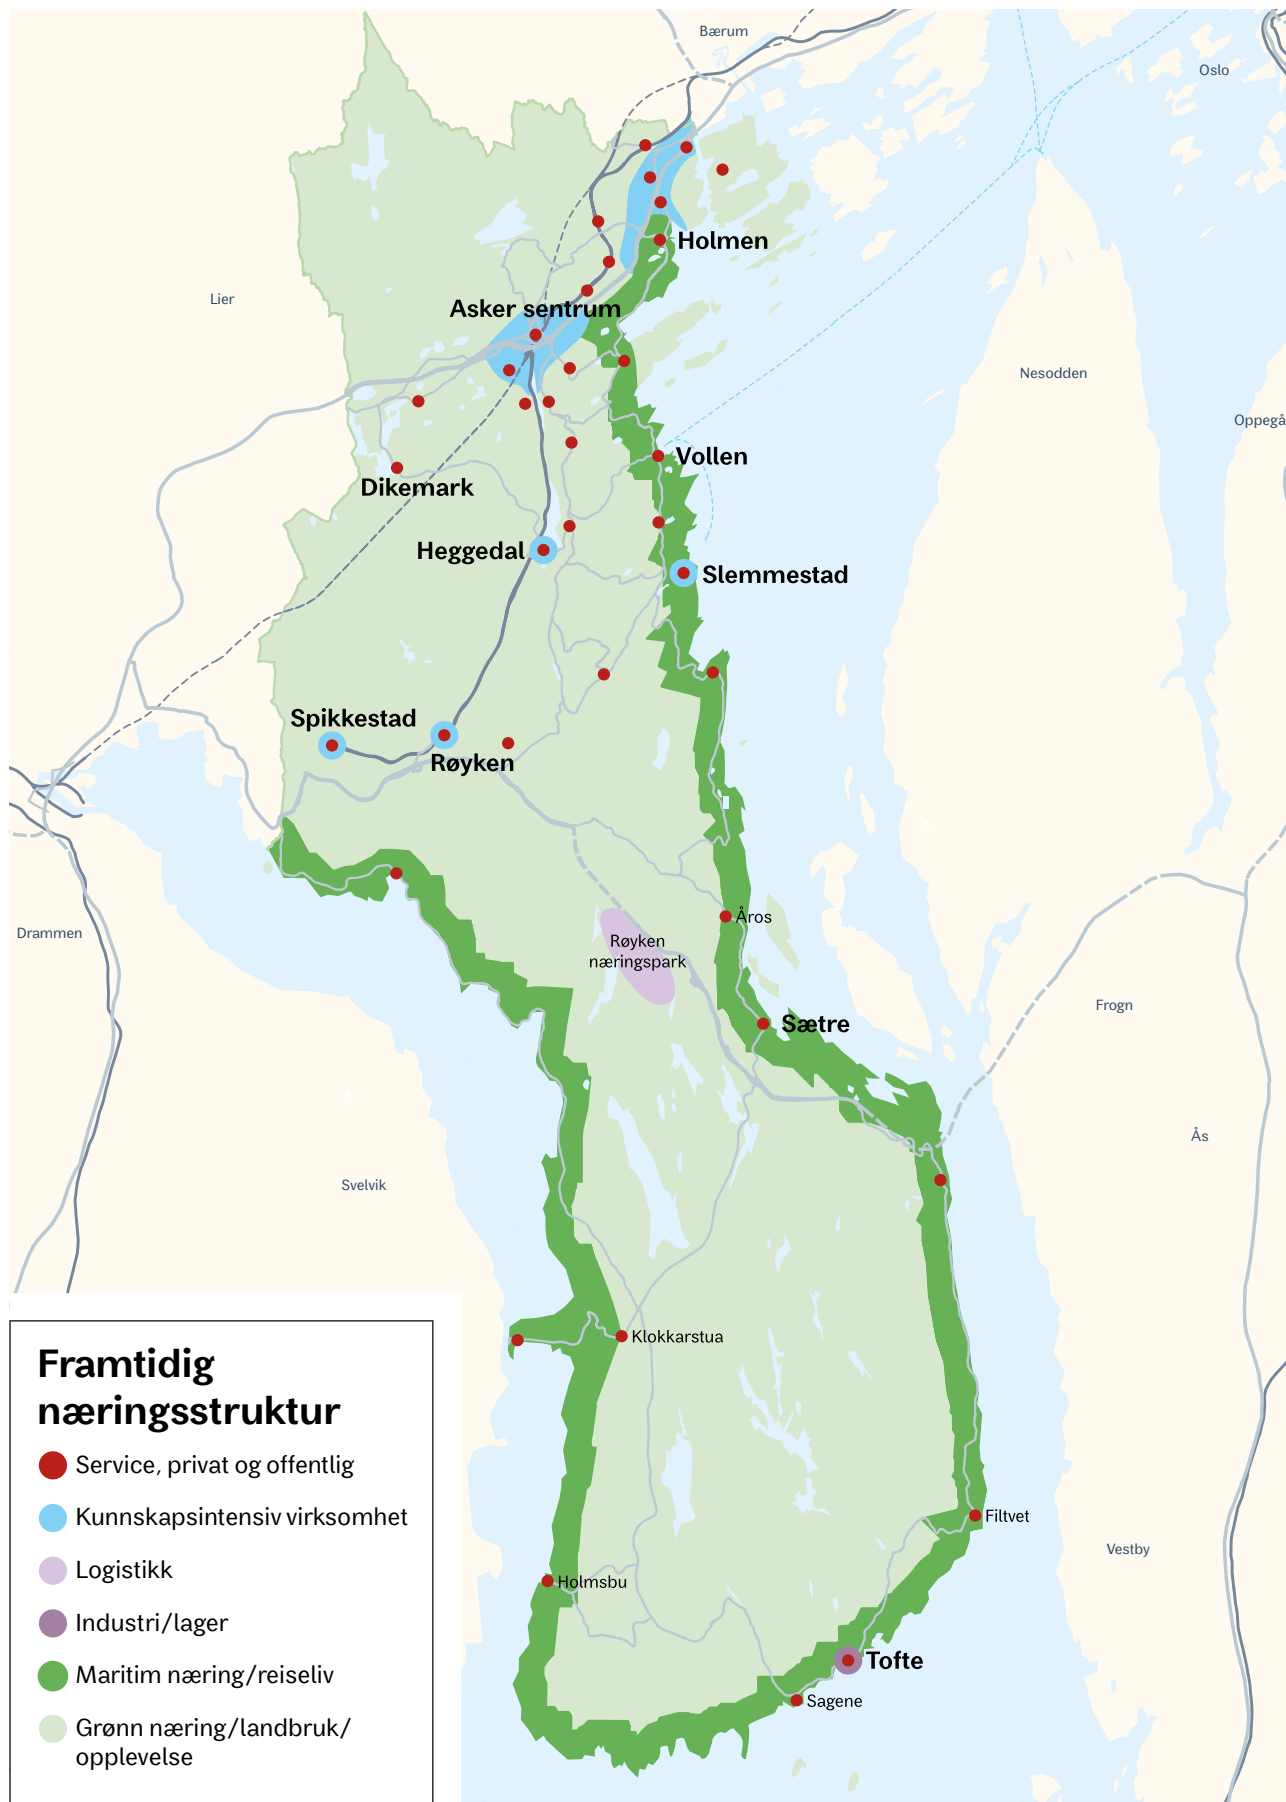 Bærum
Oslo
Holmen
Lier
Asker sentrum
Nesodden
Oppegå
Vollen
Dikemark
Heggedal
Slemmestad
Spikkestad
Røyken
Åros
Drammen
Røyken
næringspark
Frogn
Sætre
Ås
Svelvik
Klokkarstua
Filtvet
Vestby
Holmsbu
Tofte
Sagene
Framtidig
næringsstruktur
Service, privat og offentlig
Kunnskapsintensiv virksomhet
Logistikk
Industri/lager
Maritim næring/reiseliv
Grønn næring/landbruk/
opplevelse